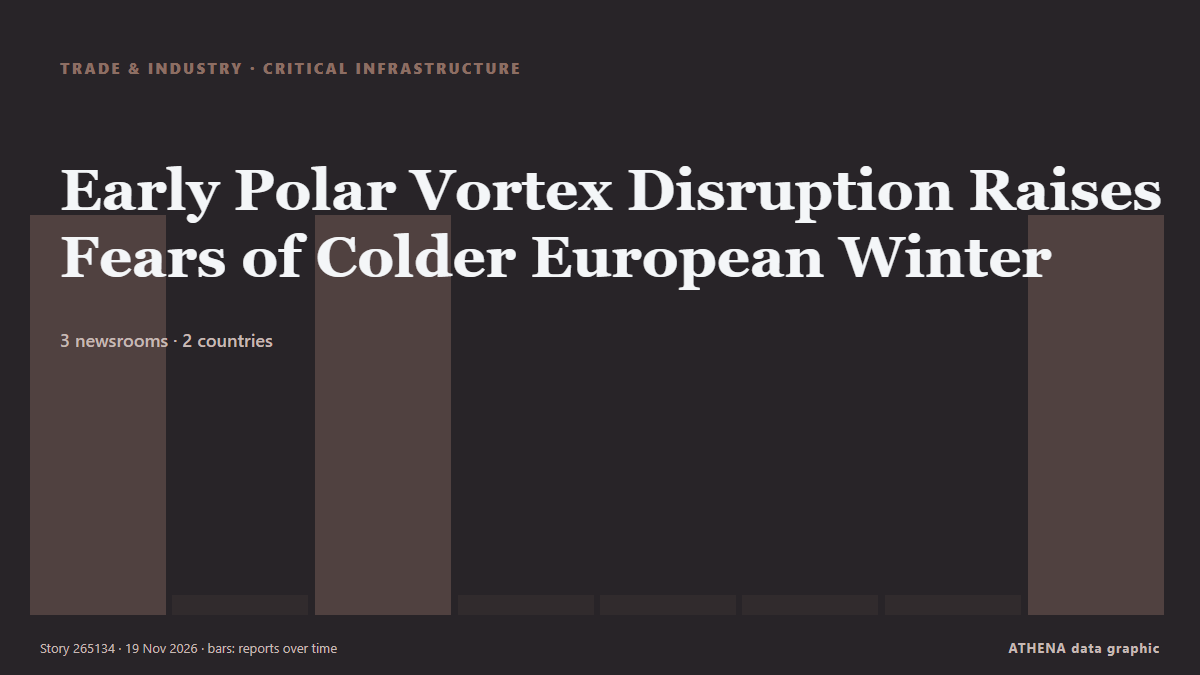 TRADE & INDUSTRY · CRITICAL INFRASTRUCTURE
Early Polar Vortex Disruption Raises
Fears of Colder European Winter
3 newsrooms · 2 countries
Story 265134 · 19 Nov 2026 · bars: reports over time
ATHENA data graphic